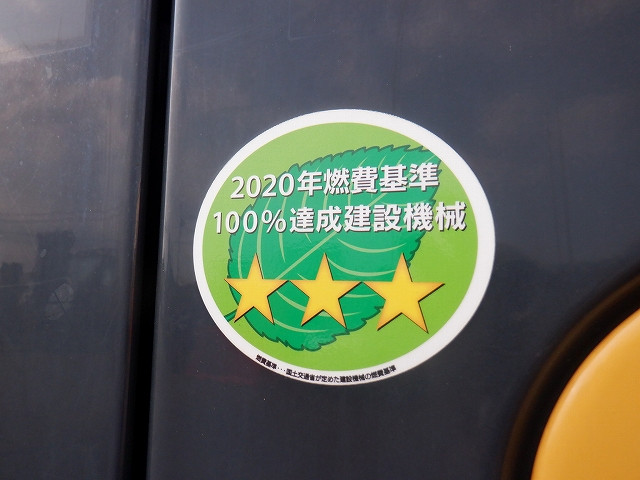 2020年燃費基準
100%達成建設機械
燃費基準･･･国土交通省が定めた建設機械の燃費基準